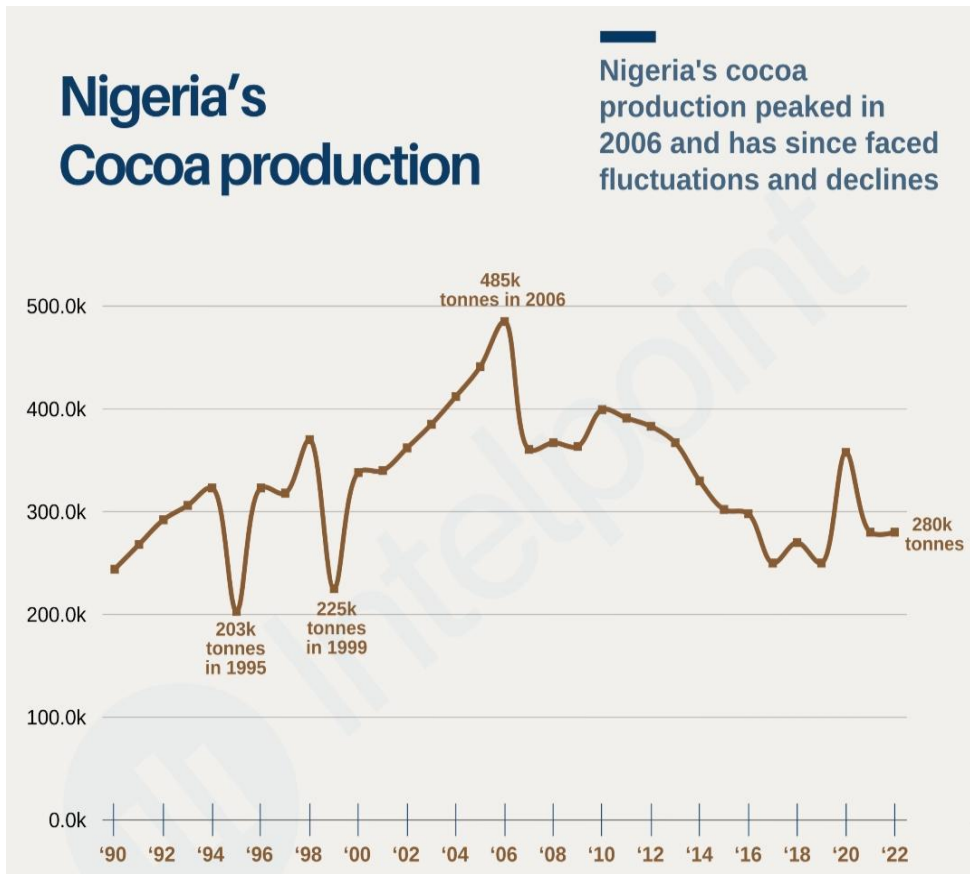 Nigeria’s
Cocoa production
Nigeria's cocoa
production peaked in
2006 and has since faced
fluctuations and declines
485k
tonnes in 2006
500.0k
400.0k
300.0k
280k
tonnes
200.0k
203k
tonnes
in 1995
225k
tonnes
in 1999
100.0k
0.0k
‘90 ‘92 ‘94 ‘96 ‘98 ‘00 ‘02 ‘04 ‘06 ‘08 ‘10 ‘12 ‘14 ‘16 ‘18 ‘20 ‘22
Intelpoint